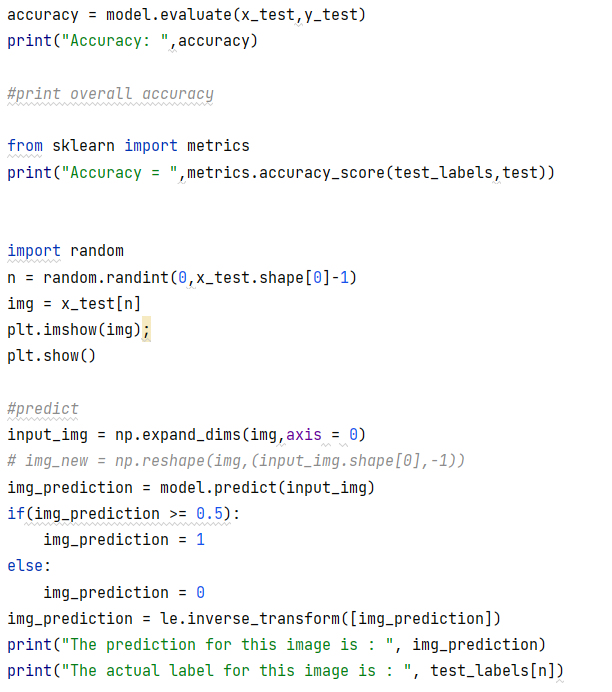 accuracy = model.evaluate(x_test,y_test)
print("Accuracy: ",accuracy)
#print overall accuracy
from sklearn import metrics
print("Accuracy = ",metrics.accuracy_score(test_labels,test))
import random
n = random.randint(0,x_test.shape[0]-1)
img = x_test[n]
plt.imshow(img);
plt.show()
#predict
input_img = np.expand_dims(img,axis = 0)
# img_new = np.reshape(img,(input_img.shape[0],-1))
img_prediction = model.predict(input_img)
if(img_prediction >= 0.5):
    img_prediction = 1
else:
    img_prediction = 0
img_prediction = le.inverse_transform([img_prediction])
print("The prediction for this image is : ", img_prediction)
print("The actual label for this image is : ", test_labels[n])